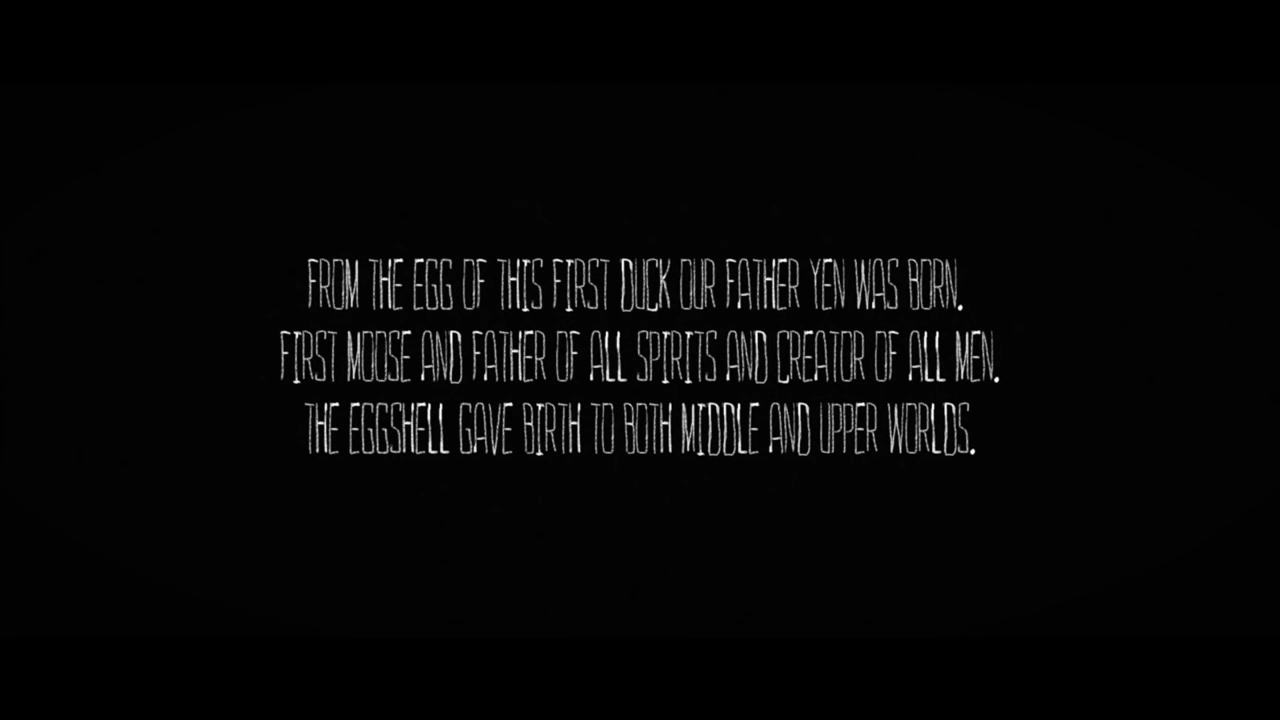 FROM THE EGG OF THIS FIRST DUCK OUR FATHER YEN WAS BORN.
FIRST MOOSE AND FATHER OF ALL SPIRITS AND CREATOR OF ALL MEN.
THE EGGSHELL GAVE BIRTH TO BOTH MIDDLE AND UPPER WORLDS.